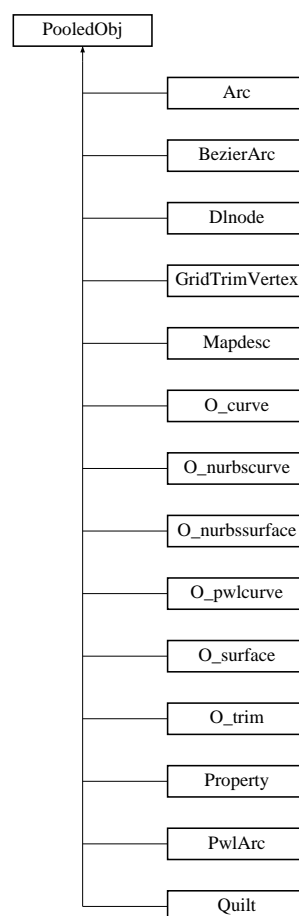 PooledObj
Arc
BezierArc
Dlnode
GridTrimVertex
Mapdesc
O_curve
O_nurbscurve
O_nurbssurface
O_pwlcurve
O_surface
O_trim
Property
PwlArc
Quilt